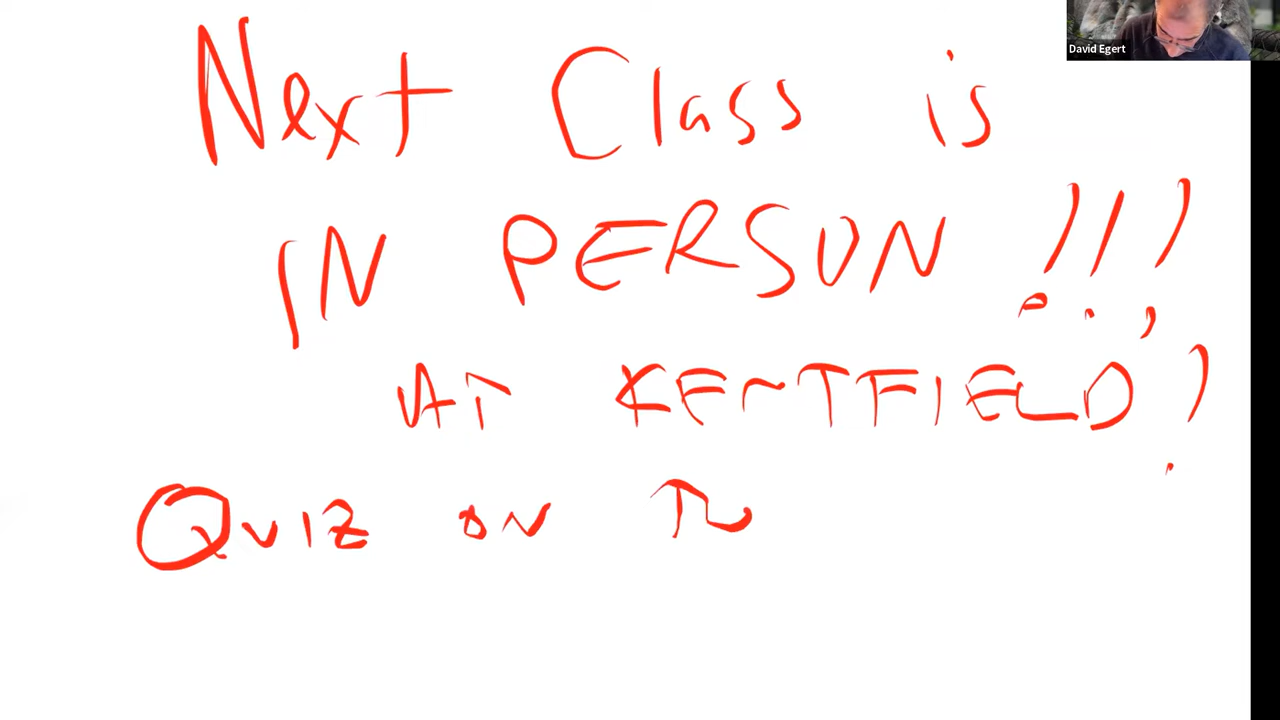 David Egert
Next Class is
IN PERSON !!!
AT KENTFIELD !
QUIZ ON